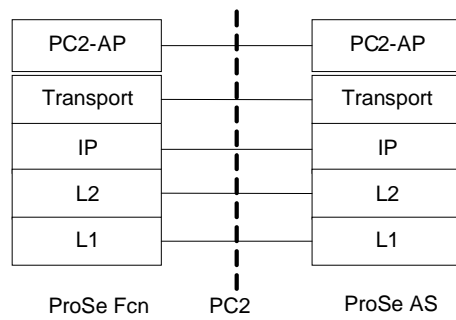 PC2-AP PC2-AP
Transport Transport
IP IP
L2 L2
L1 L1
ProSe Fcn PC2 ProSe AS